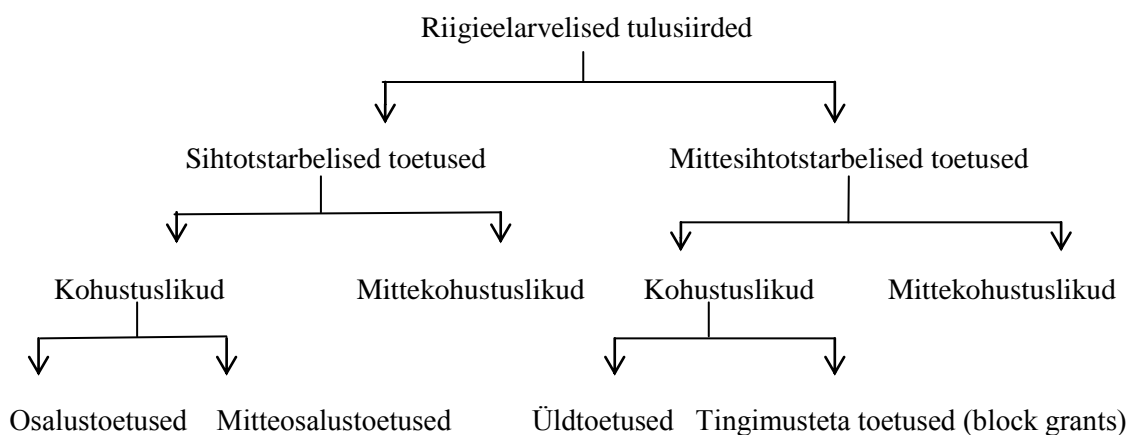 Riigieelarvelised tulusiirded
Sihtotstarbelised toetused Mittesihtotstarbelised toetused
Kohustuslikud Mittekohustuslikud Kohustuslikud Mittekohustuslikud
Osalustoetused Mitteosalustoetused Üldtoetused Tingimusteta toetused (block grants)